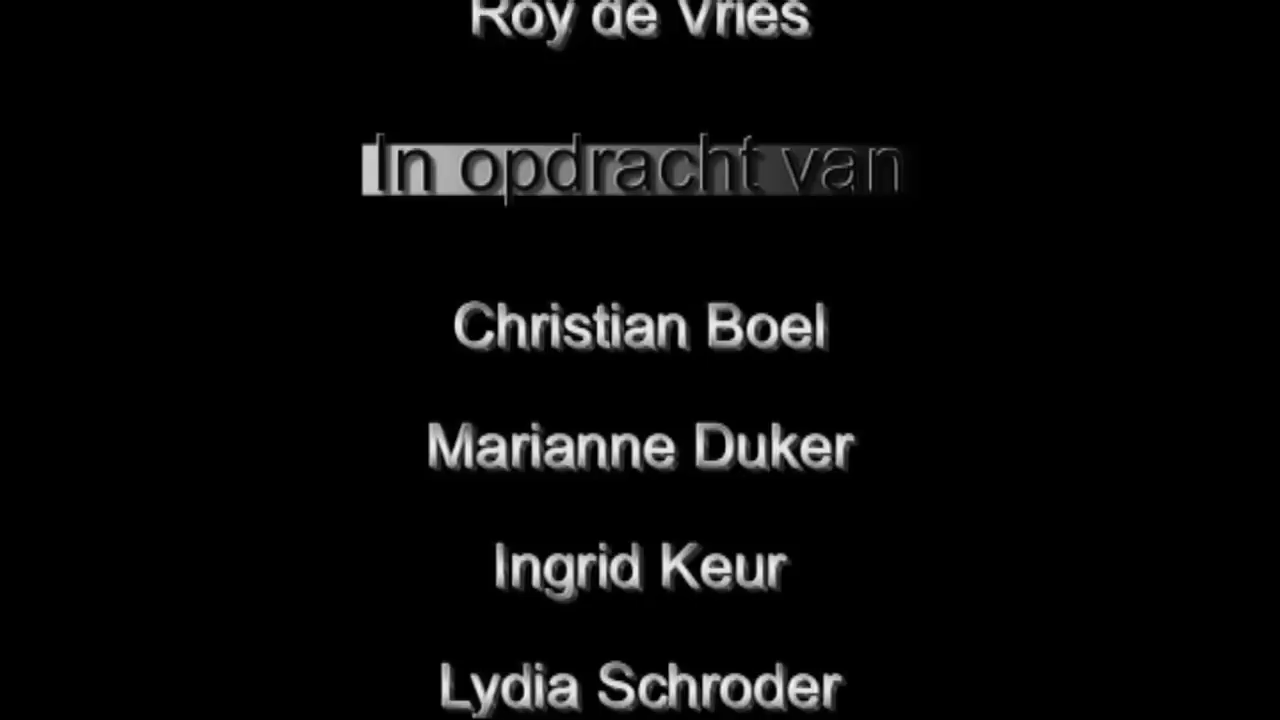 Roy de Vries
In opdracht van
Christian Boel
Marianne Duker
Ingrid Keur
Lydia Schroder